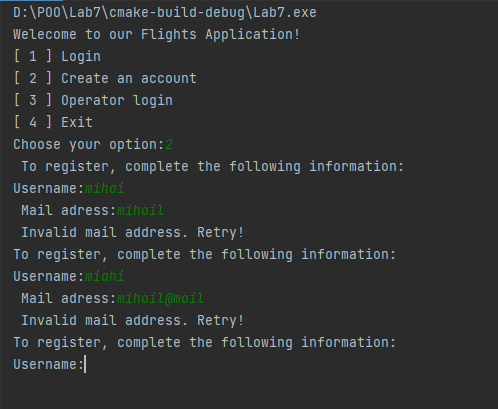 D:\POO\Lab7\cmake-build-debug\Lab7.exe
Welecome to our Flights Application!
[ 1 ] Login
[ 2 ] Create an account
[ 3 ] Operator login
[ 4 ] Exit
Choose your option:2
To register, complete the following information:
Username:mihai
Mail adress:mihail
Invalid mail address. Retry!
To register, complete the following information:
Username:miahi
Mail adress:mihail@mail
Invalid mail address. Retry!
To register, complete the following information:
Username: